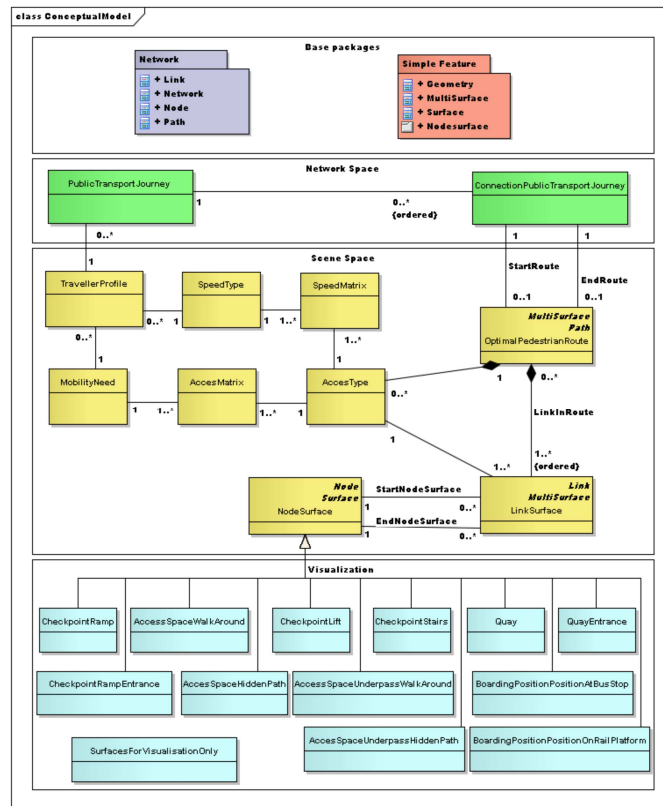 class ConceptualModel
Base packages
Network
+ Link
+ Network
+ Node
+ Path
Simple Feature
+ Geometry
+ MultiSurface
+ Surface
+ Nodesurface
Network Space
PublicTransportJourney
ConnectionPublicTransportJourney
1
0..*
{ordered}
0..*
1
1
1
StartRoute
EndRoute
0..1
0..1
Scene Space
TravellerProfile
SpeedType
SpeedMatrix
0..*
1
1
1..*
0..*
1
1..*
1
MultiSurface
Path
OptimalPedestrianRoute
MobilityNeed
AccesMatrix
AccesType
1
1..*
1..*
1
0..*
1
0..*
LinkInRoute
1
1..*
1..*
{ordered}
Node
Surface
NodeSurface
Link
MultiSurface
LinkSurface
StartNodeSurface
1
0..*
EndNodeSurface
1
0..*
Visualization
CheckpointRamp
AccessSpaceWalkAround
CheckpointLift
CheckpointStairs
Quay
QuayEntrance
CheckpointRampEntrance
AccesSpaceHiddenPath
AccessSpaceUnderpassWalkAround
BoardingPositionPositionAtBusStop
SurfacesForVisualisationOnly
AccesSpaceUnderpassHiddenPath
BoardingPositionPositionOnRailPlatform